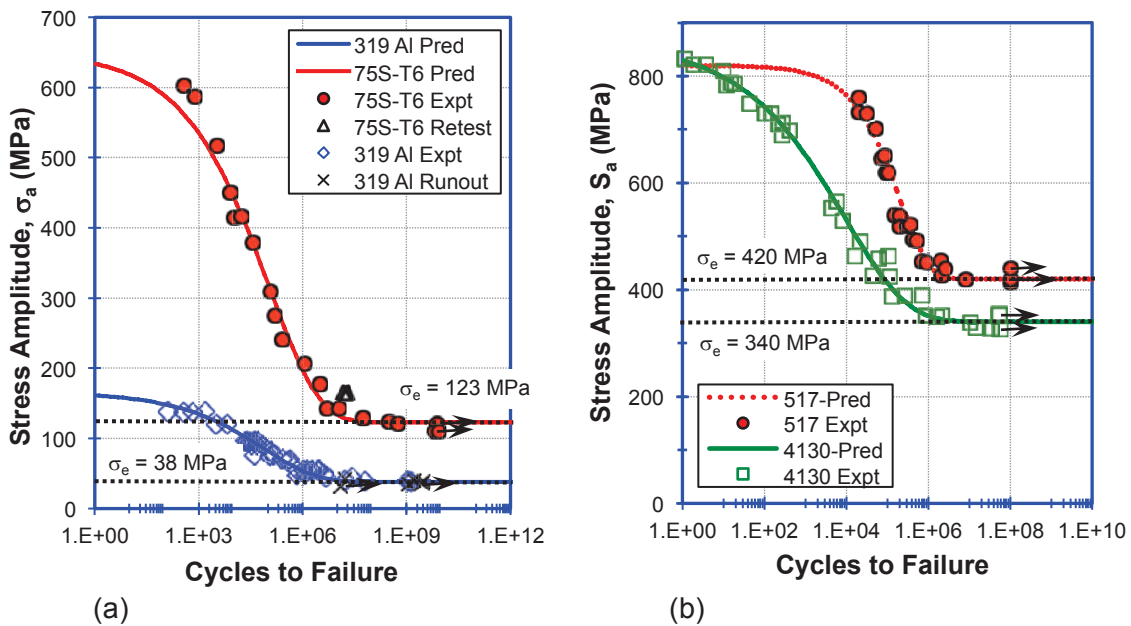 700
600
500
400
300
200
100
0
1.E+00
1.E+03
1.E+06
1.E+09
1.E+12
Stress Amplitude, σa (MPa)
Cycles to Failure
319 Al Pred
75S-T6 Pred
75S-T6 Expt
75S-T6 Retest
319 Al Expt
319 Al Runout
σe = 123 MPa
σe = 38 MPa
(a)
800
600
400
200
0
1.E+00
1.E+02
1.E+04
1.E+06
1.E+08
1.E+10
Stress Amplitude, Sa (MPa)
Cycles to Failure
σe = 420 MPa
σe = 340 MPa
517-Pred
517 Expt
4130-Pred
4130 Expt
(b)